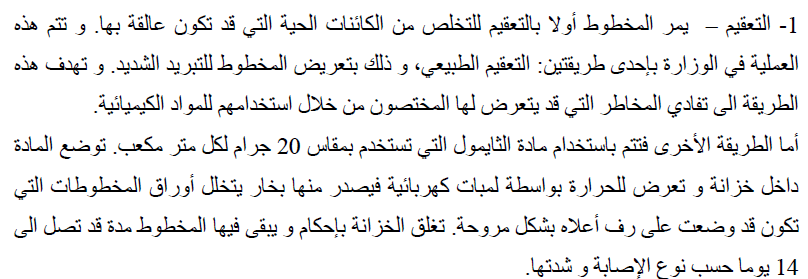 1- التعقيم – يمر المخطوط أولا بالتعقيم للتخلص من الكائنات الحية التي قد تكون عالقة بها. و تتم هذه
العملية في الوزارة بإحدى طريقتين: التعقيم الطبيعي، و ذلك بتعريض المخطوط للتبريد الشديد. و تهدف هذه
الطريقة الى تفادي المخاطر التي قد يتعرض لها المختصون من خلال استخدامهم للمواد الكيميائية.
أما الطريقة الأخرى فتتم باستخدام مادة الثايمول التي تستخدم بمقاس 20 جرام لكل متر مكعب. توضع المادة
داخل خزانة و تعرض للحرارة بواسطة لمبات كهربائية فيصدر منها بخار يتخلل أوراق المخطوطات التي
تكون قد وضعت على رف أعلاه بشكل مروحة. تغلق الخزانة بإحكام و يبقى فيها المخطوط مدة قد تصل الى
14 يوما حسب نوع الإصابة و شدتها.